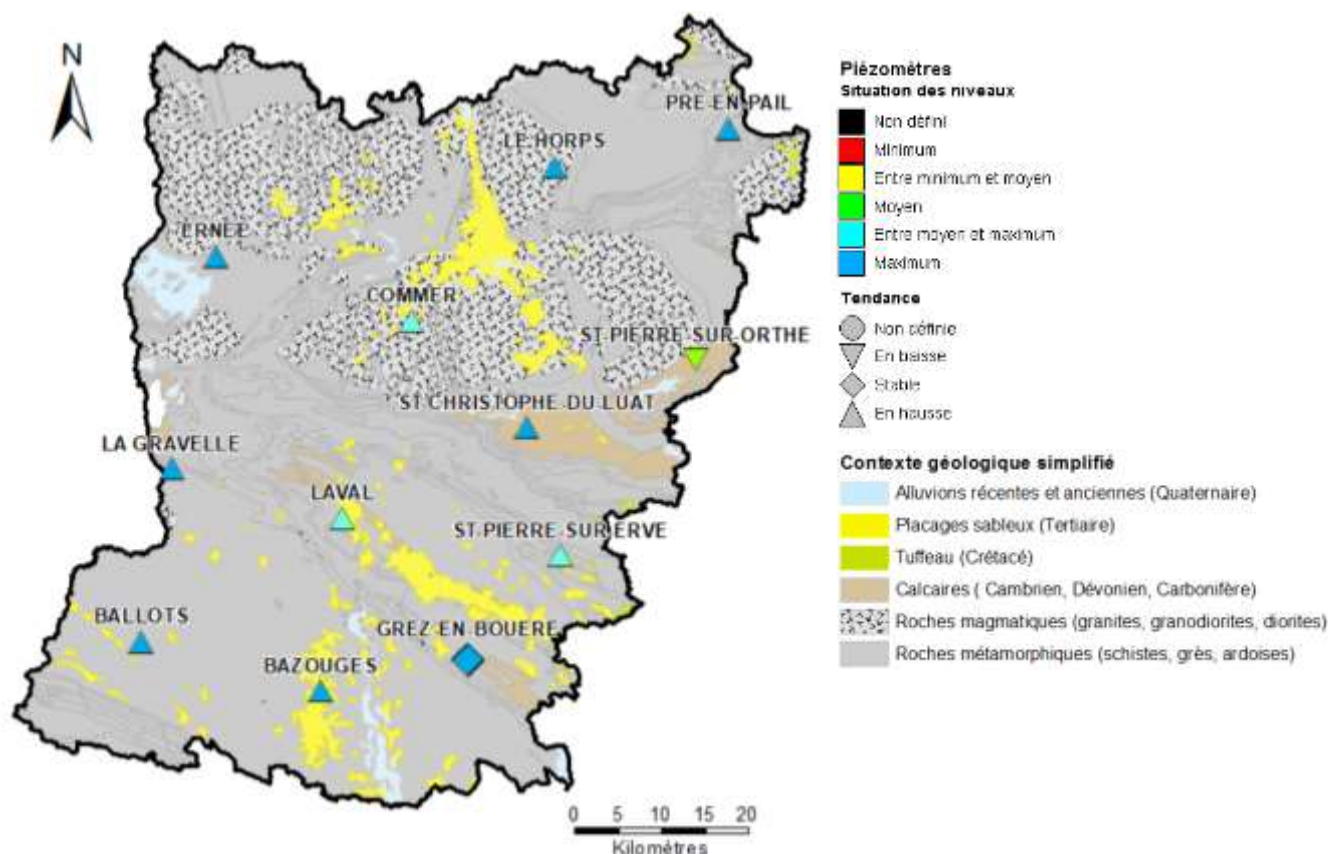 N
PRE EN PAIL
LE HORPS
ERNEE
COMMER
ST PIERRE SUR ORTHE
ST CHRISTOPHE DU LUAT
LA GRAVELLE
LAVAL
ST PIERRE SUR ERVE
BALLOTS
GREZ EN BOUERE
BAZOUGES
0 5 10 15 20
Kilomètres
Piézomètres
Situation des niveaux
Non défini
Minimum
Entre minimum et moyen
Moyen
Entre moyen et maximum
Maximum
Tendance
Non définie
En baisse
Stable
En hausse
Contexte géologique simplifié
Alluvions récentes et anciennes (Quaternaire)
Placages sableux (Tertiaire)
Tuffeau (Crétacé)
Calcaires ( Cambrien, Dévonien, Carbonifère)
Roches magmatiques (granites, granodiorites, diorites)
Roches métamorphiques (schistes, grès, ardoises)